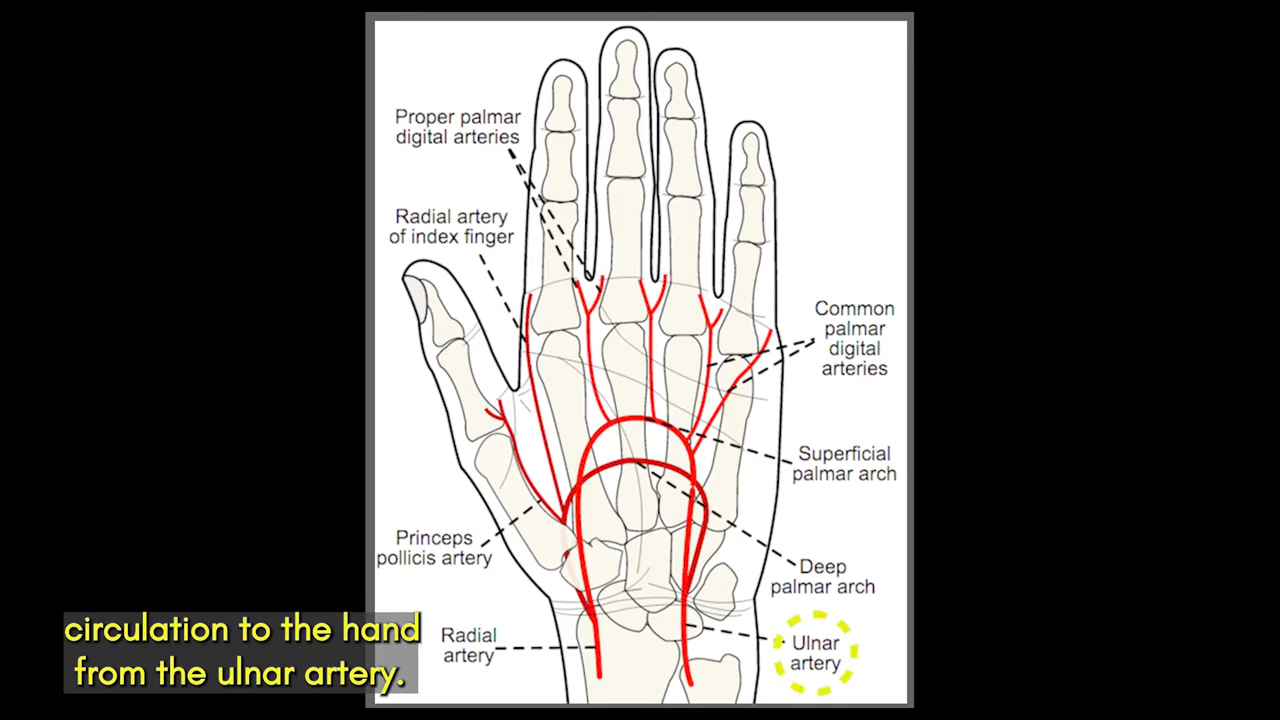 Proper palmar
digital arteries
Radial artery
of index finger
Common
palmar
digital
arteries
Superficial
palmar arch
Princeps
pollicis artery
Deep
palmar arch
Radial
artery
Ulnar
artery
circulation to the hand
from the ulnar artery.